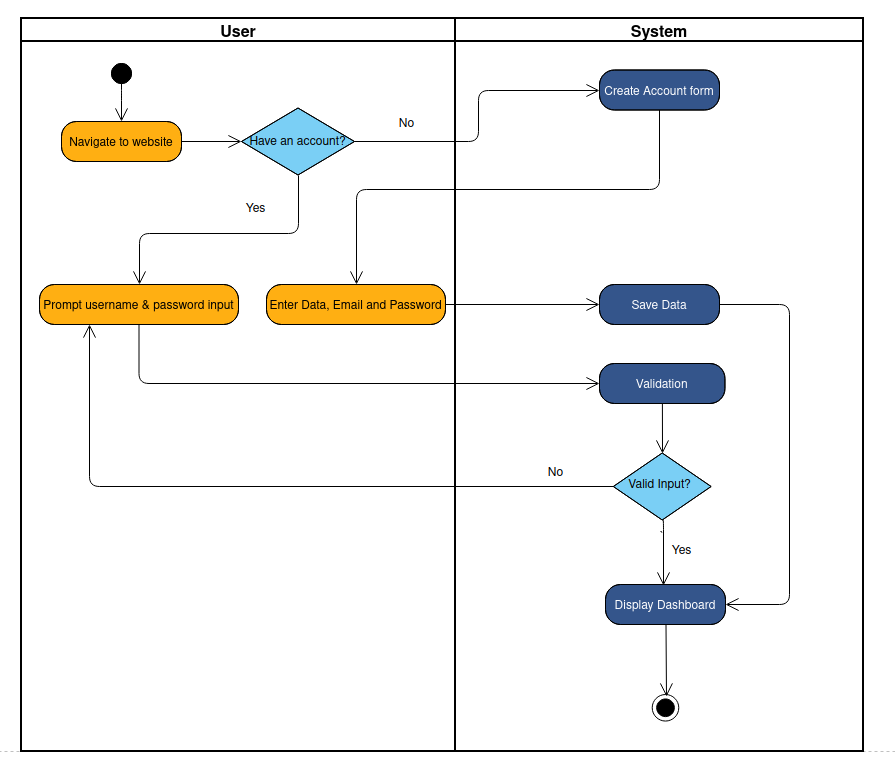 User
System
Create Account form
No
Navigate to website
Have an account?
Yes
Prompt username & password input
Enter Data, Email and Password
Save Data
Validation
No
Valid Input?
Yes
Display Dashboard